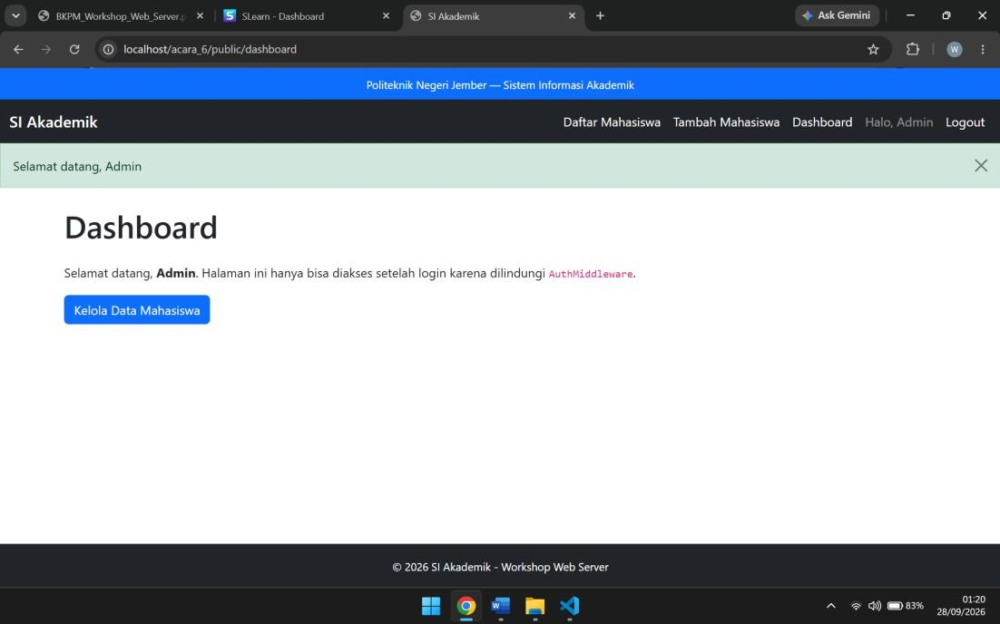 BKPM_Workshop_Web_Server.p
SLearn - Dashboard
SI Akademik
Ask Gemini
localhost/acara_6/public/dashboard
W
Politeknik Negeri Jember — Sistem Informasi Akademik
SI Akademik
Daftar Mahasiswa Tambah Mahasiswa Dashboard Halo, Admin Logout
Selamat datang, Admin
Dashboard
Selamat datang, Admin. Halaman ini hanya bisa diakses setelah login karena dilindungi AuthMiddleware.
Kelola Data Mahasiswa
© 2026 SI Akademik - Workshop Web Server
83%
01:20
28/09/2026